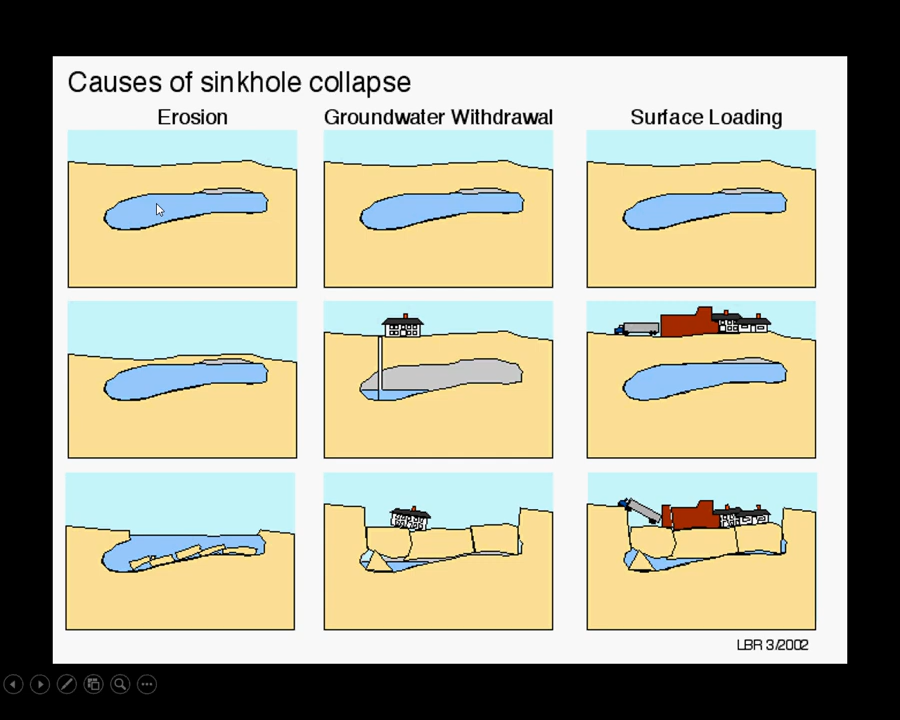 Causes of sinkhole collapse
Erosion
Groundwater Withdrawal
Surface Loading
LBR 3/2002